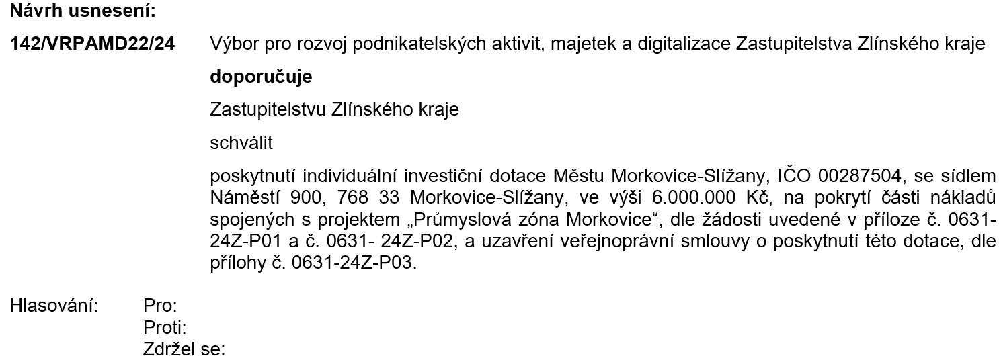 Návrh usnesení:
142/VRPAMD22/24 Výbor pro rozvoj podnikatelských aktivit, majetek a digitalizace Zastupitelstva Zlínského kraje
doporučuje
Zastupitelstvu Zlínského kraje
schválit
poskytnutí individuální investiční dotace Městu Morkovice-Slížany, IČO 00287504, se sídlem
Náměstí 900, 768 33 Morkovice-Slížany, ve výši 6.000.000 Kč, na pokrytí části nákladů
spojených s projektem „Průmyslová zóna Morkovice“, dle žádosti uvedené v příloze č. 0631-
24Z-P01 a č. 0631- 24Z-P02, a uzavření veřejnoprávní smlouvy o poskytnutí této dotace, dle
přílohy č. 0631-24Z-P03.
Hlasování: Pro:
Proti:
Zdržel se: